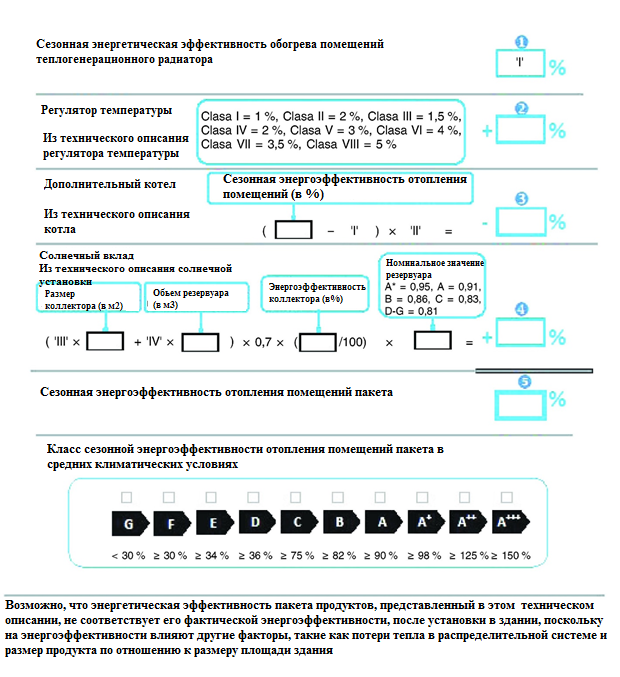 Сезонная энергетическая эффективность обогрева помещений
теплогенерационного радиатора
1
'I'
%
Регулятор температуры
Из технического описания
регулятора температуры
Clasa I = 1 %, Clasa II = 2 %, Clasa III = 1,5 %,
Clasa IV = 2 %, Clasa V = 3 %, Clasa VI = 4 %,
Clasa VII = 3,5 %, Clasa VIII = 5 %
2
+ %
Дополнительный котел
Из технического описания
котла
Сезонная энергоэффективность отопления
помещений (в %)
3
( - 'I' ) × 'II' = - %
Солнечный вклад
Из технического описания солнечной
установки
Размер
коллектора (в м2)
Объем резервуара
(в м3)
Энергоэффективность
коллектора (в%)
Номинальное значение
резервуара
A* = 0,95, A = 0,91,
B = 0,86, C = 0,83,
D-G = 0,81
4
( 'III' × + 'IV' × ) × 0,7 × ( /100) × = + %
5
Сезонная энергоэффективность отопления помещений пакета
%
Класс сезонной энергоэффективности отопления помещений пакета в
средних климатических условиях
G F E D C B A A+ A++ A+++
< 30 % ≥ 30 % ≥ 34 % ≥ 36 % ≥ 75 % ≥ 82 % ≥ 90 % ≥ 98 % ≥ 125 % ≥ 150 %
Возможно, что энергетическая эффективность пакета продуктов, представленный в этом техническом
описании, не соответствует его фактической энергоэффективности, после установки в здании, поскольку
на энергоэффективности влияют другие факторы, такие как потери тепла в распределительной системе и
размер продукта по отношению к размеру площади здания